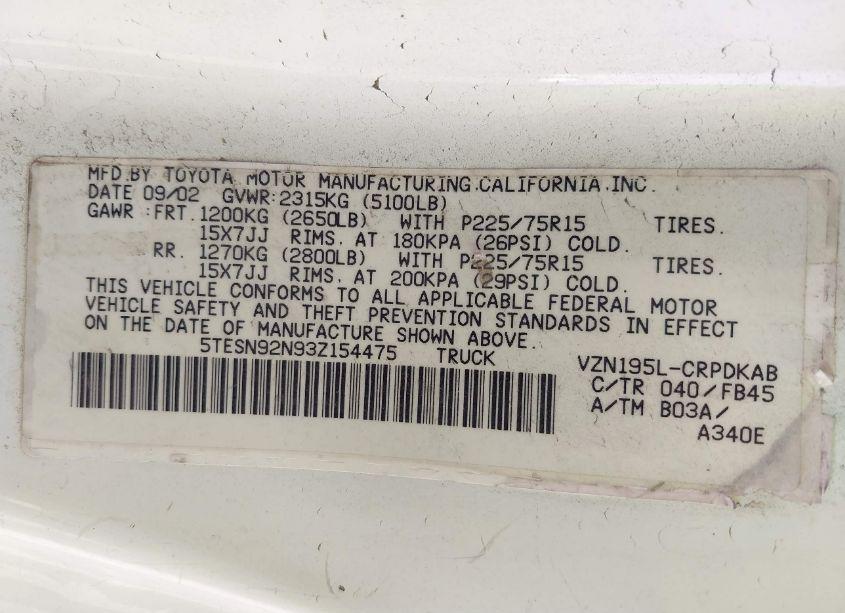 MFD.BY TOYOTA MOTOR MANUFACTURING.CALIFORNIA.INC.
DATE 09/02 GVWR:2315KG (5100LB)
GAWR :FRT. 1200KG (2650LB) WITH P225/75R15 TIRES.
15X7JJ RIMS. AT 180KPA (26PSI) COLD.
RR. 1270KG (2800LB) WITH P225/75R15 TIRES.
15X7JJ RIMS. AT 200KPA (29PSI) COLD.
THIS VEHICLE CONFORMS TO ALL APPLICABLE FEDERAL MOTOR
VEHICLE SAFETY AND THEFT PREVENTION STANDARDS IN EFFECT
ON THE DATE OF MANUFACTURE SHOWN ABOVE.
5TESN92N93Z154475 TRUCK
VZN195L-CRPDKAB
C/TR 040/FB45
A/TM B03A/
A340E